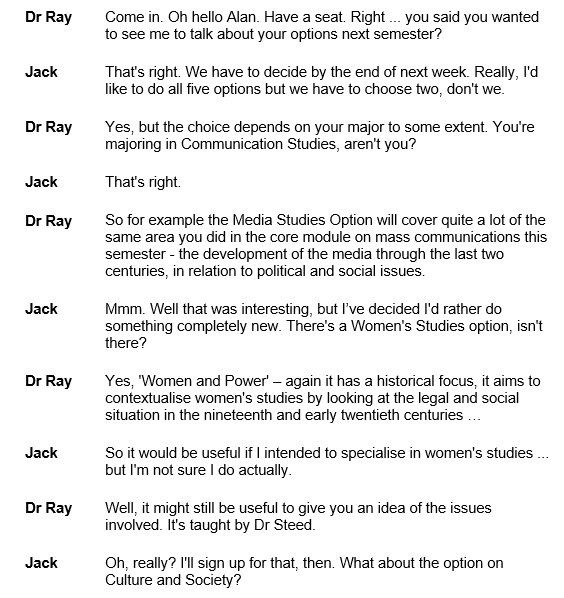 Dr Ray Come in. Oh hello Alan. Have a seat. Right ... you said you wanted
to see me to talk about your options next semester?
Jack That's right. We have to decide by the end of next week. Really, I'd
like to do all five options but we have to choose two, don't we.
Dr Ray Yes, but the choice depends on your major to some extent. You're
majoring in Communication Studies, aren't you?
Jack That's right.
Dr Ray So for example the Media Studies Option will cover quite a lot of the
same area you did in the core module on mass communications this
semester - the development of the media through the last two
centuries, in relation to political and social issues.
Jack Mmm. Well that was interesting, but I’ve decided I'd rather do
something completely new. There's a Women's Studies option, isn't
there?
Dr Ray Yes, 'Women and Power' – again it has a historical focus, it aims to
contextualise women's studies by looking at the legal and social
situation in the nineteenth and early twentieth centuries …
Jack So it would be useful if I intended to specialise in women's studies ...
but I'm not sure I do actually.
Dr Ray Well, it might still be useful to give you an idea of the issues
involved. It's taught by Dr Steed.
Jack Oh, really? I'll sign up for that, then. What about the option on
Culture and Society?